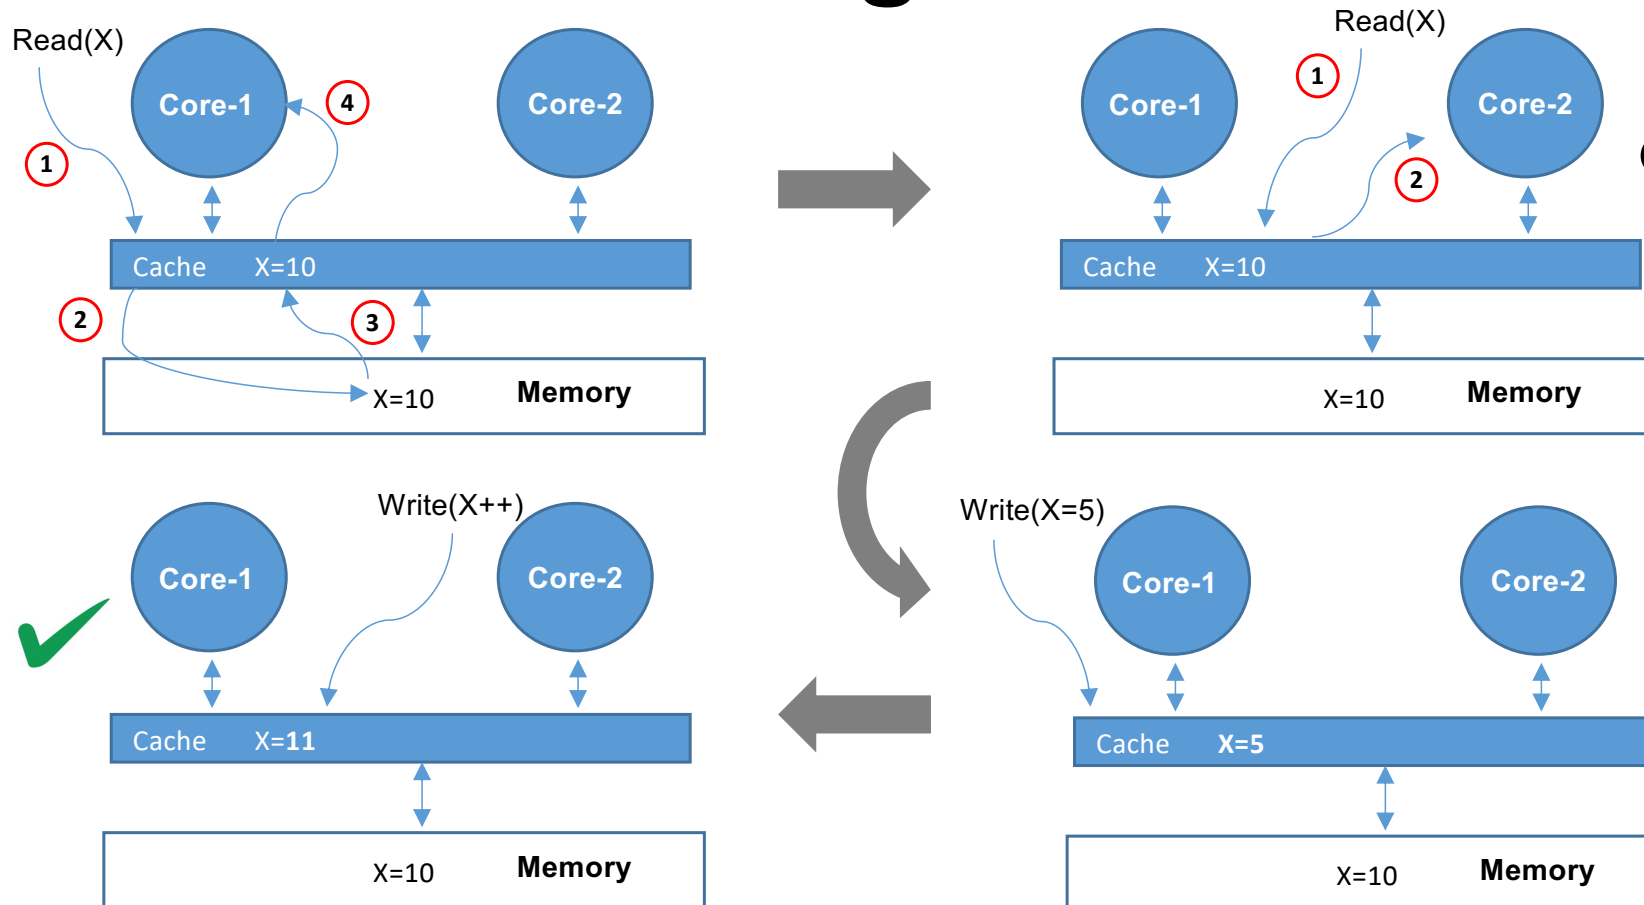 Read(X)
Core-1
4
Core-2
1
Cache X=10
2
3
X=10 Memory
Read(X)
1
Core-1
Core-2
2
Cache X=10
X=10 Memory
Write(X++)
Core-1
Core-2
Cache X=11
X=10 Memory
Write(X=5)
Core-1
Core-2
Cache X=5
X=10 Memory